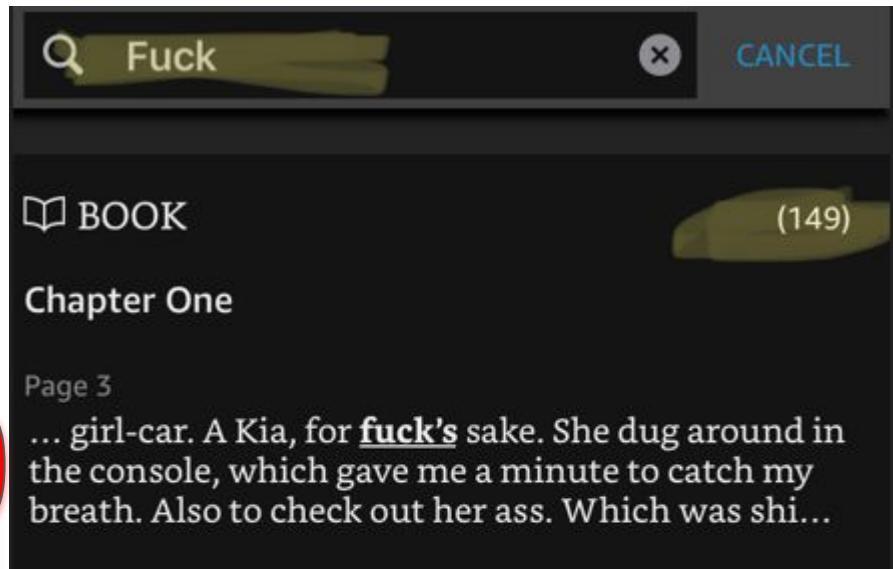 Fuck
CANCEL
BOOK
(149)
Chapter One
Page 3
… girl-car. A Kia, for fuck’s sake. She dug around in
the console, which gave me a minute to catch my
breath. Also to check out her ass. Which was shi…